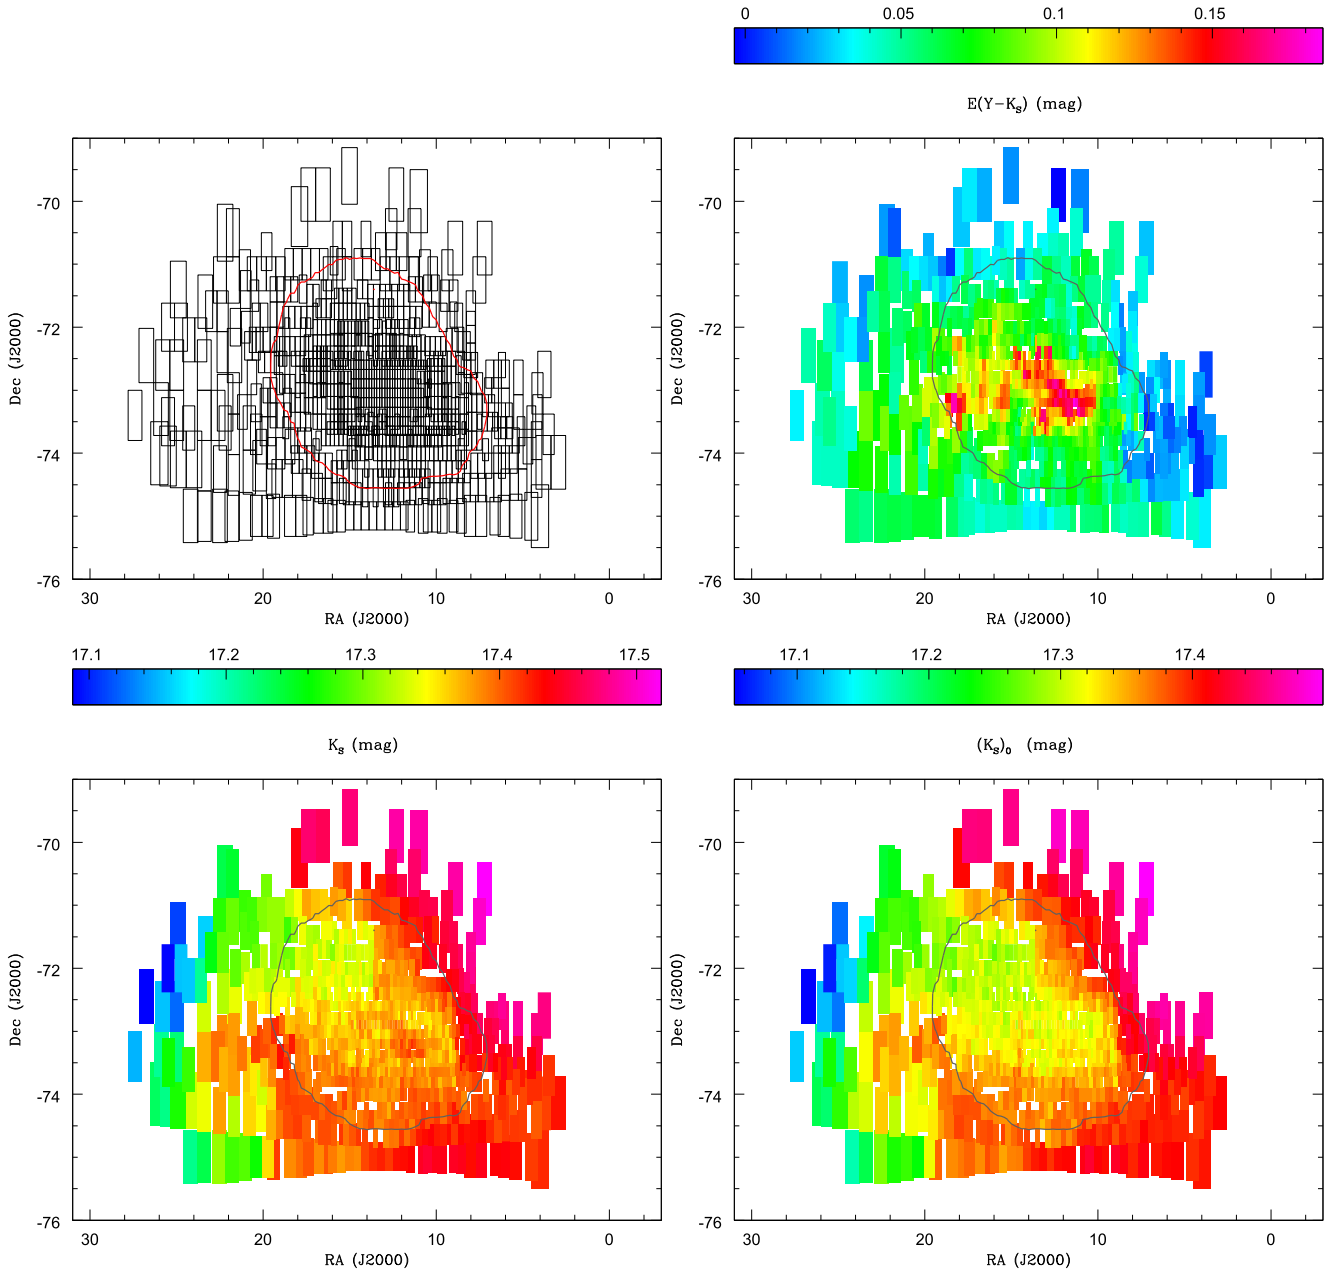 0 0.05 0.1 0.15
E(Y−Ks) (mag)
-70
-72
-74
-76
Dec (J2000)
30 20 10 0
RA (J2000)
-70
-72
-74
-76
Dec (J2000)
30 20 10 0
RA (J2000)
17.1 17.2 17.3 17.4 17.5
Ks (mag)
-70
-72
-74
-76
Dec (J2000)
30 20 10 0
RA (J2000)
17.1 17.2 17.3 17.4
(Ks)0 (mag)
-70
-72
-74
-76
Dec (J2000)
30 20 10 0
RA (J2000)